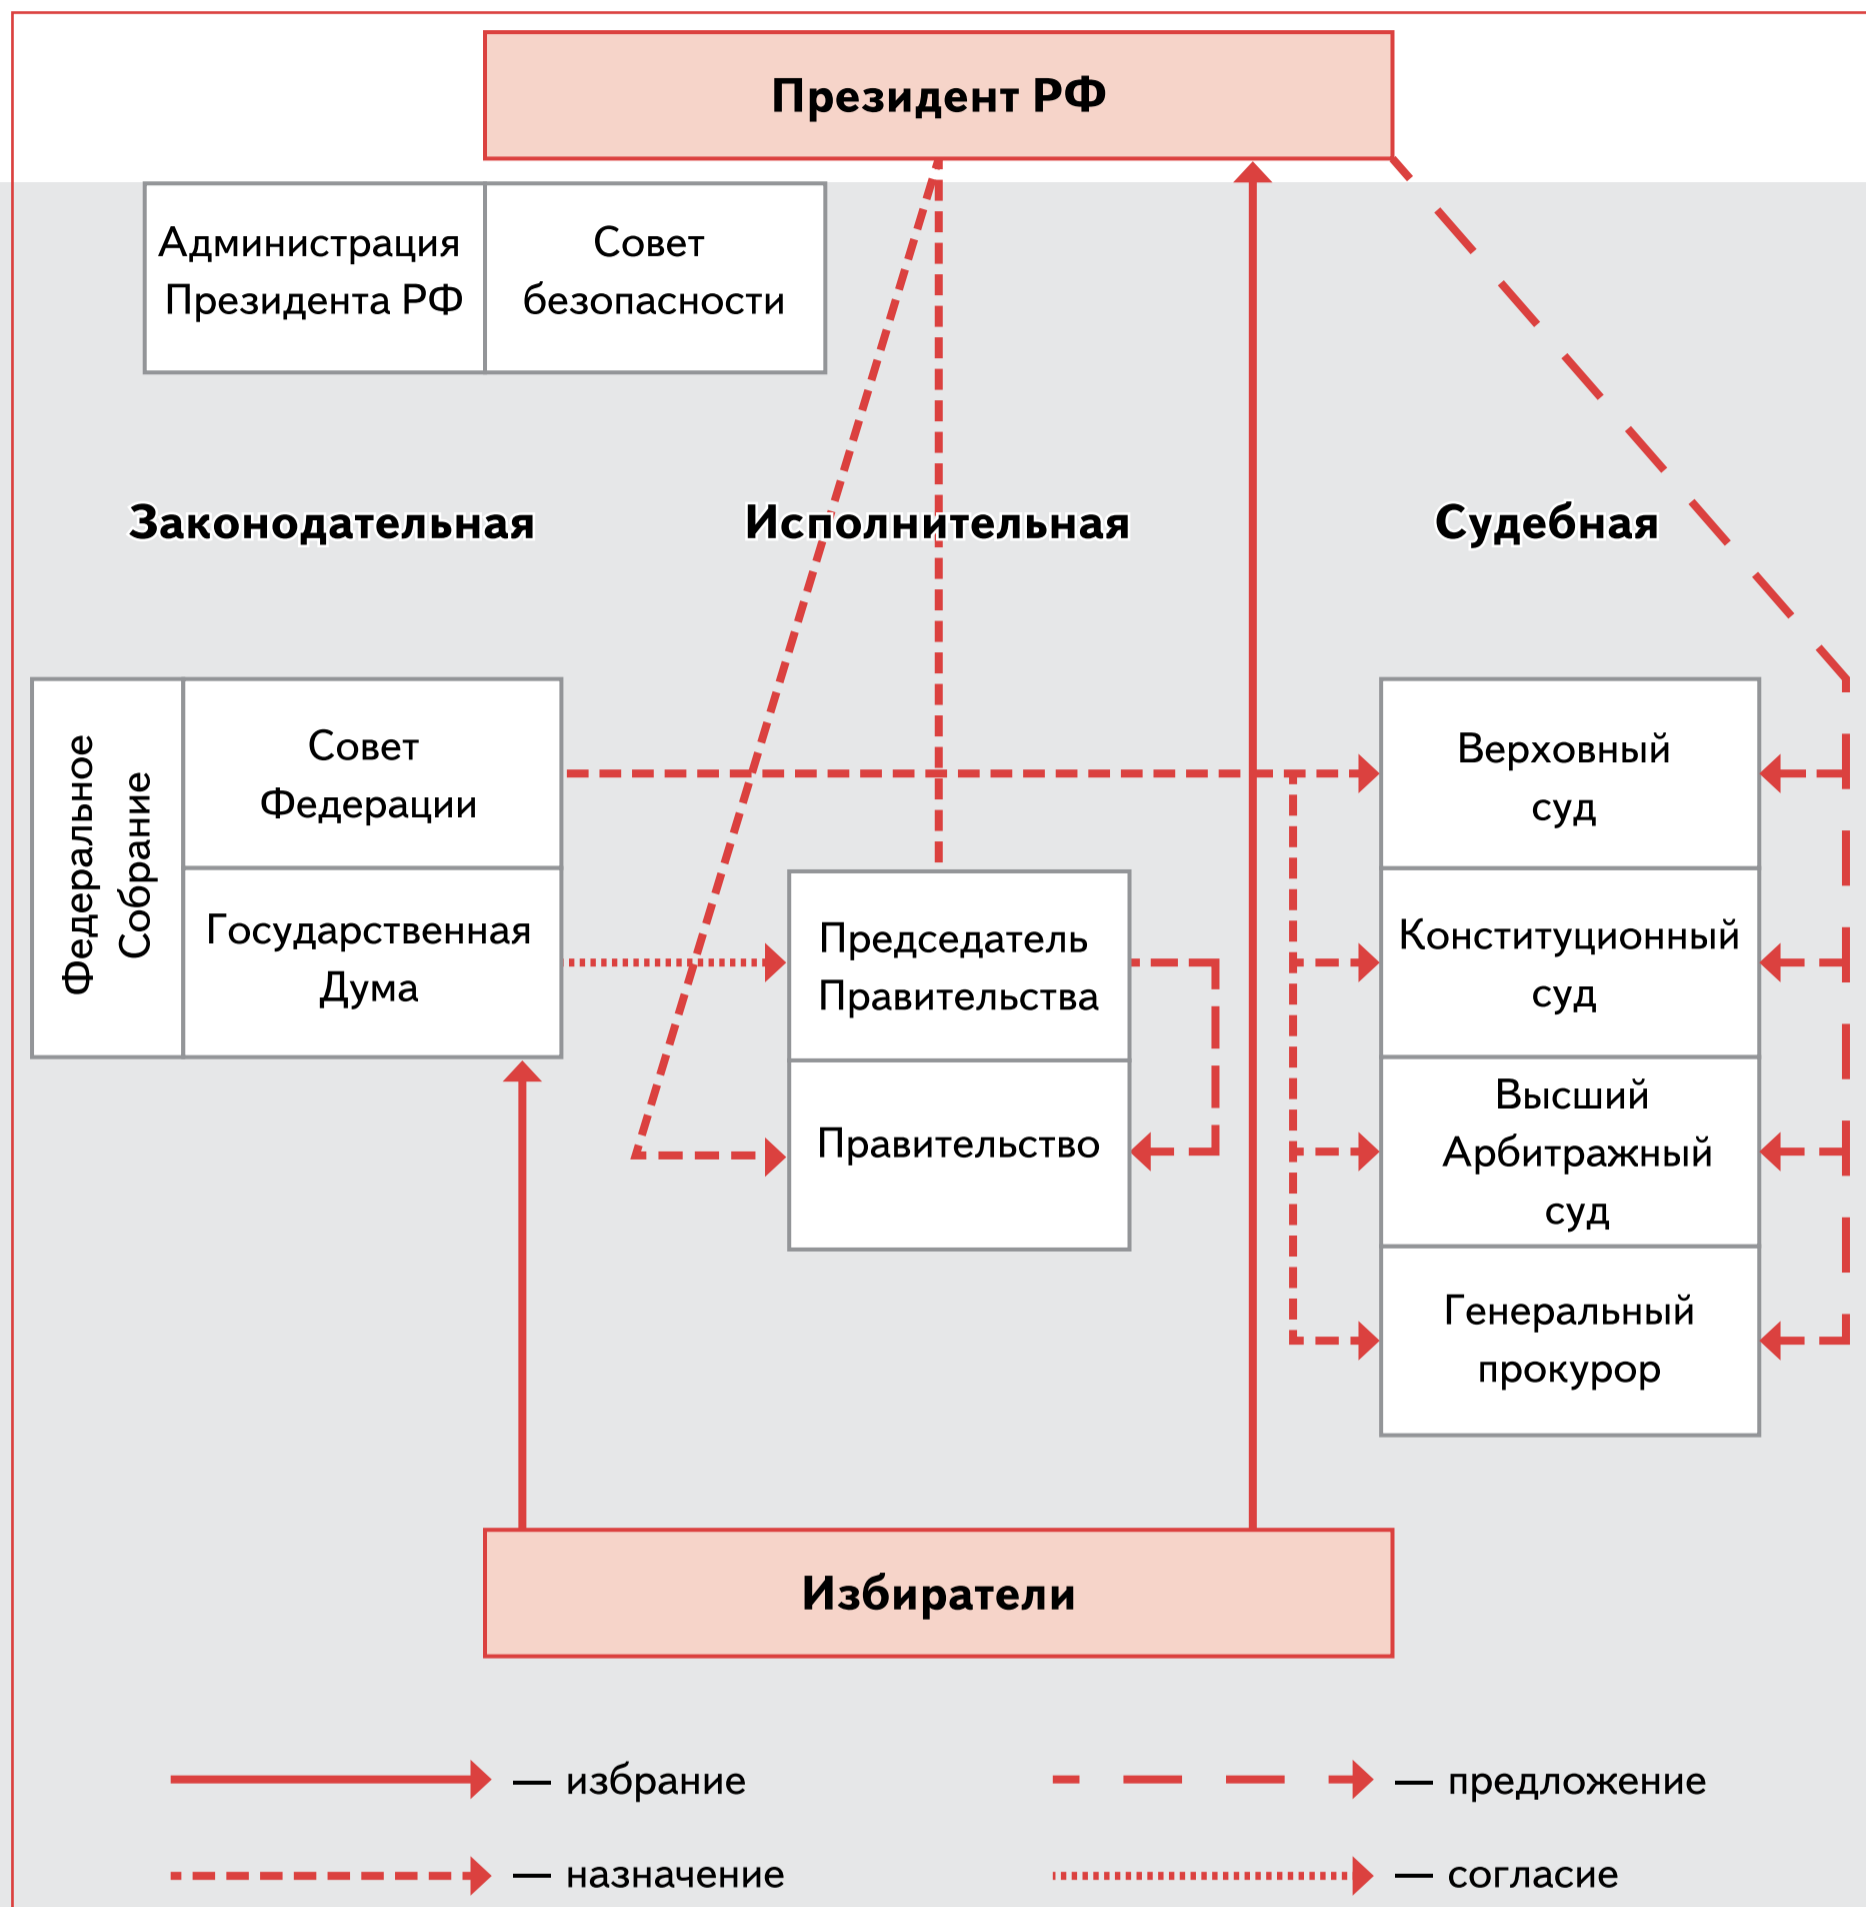 Президент РФ
Администрация
Президента РФ
Совет
безопасности
Законодательная
Исполнительная
Судебная
Федеральное
Собрание
Совет
Федерации
Государственная
Дума
Председатель
Правительства
Правительство
Верховный
суд
Конституционный
суд
Высший
Арбитражный
суд
Генеральный
прокурор
Избиратели
— избрание
— предложение
— назначение
— согласие